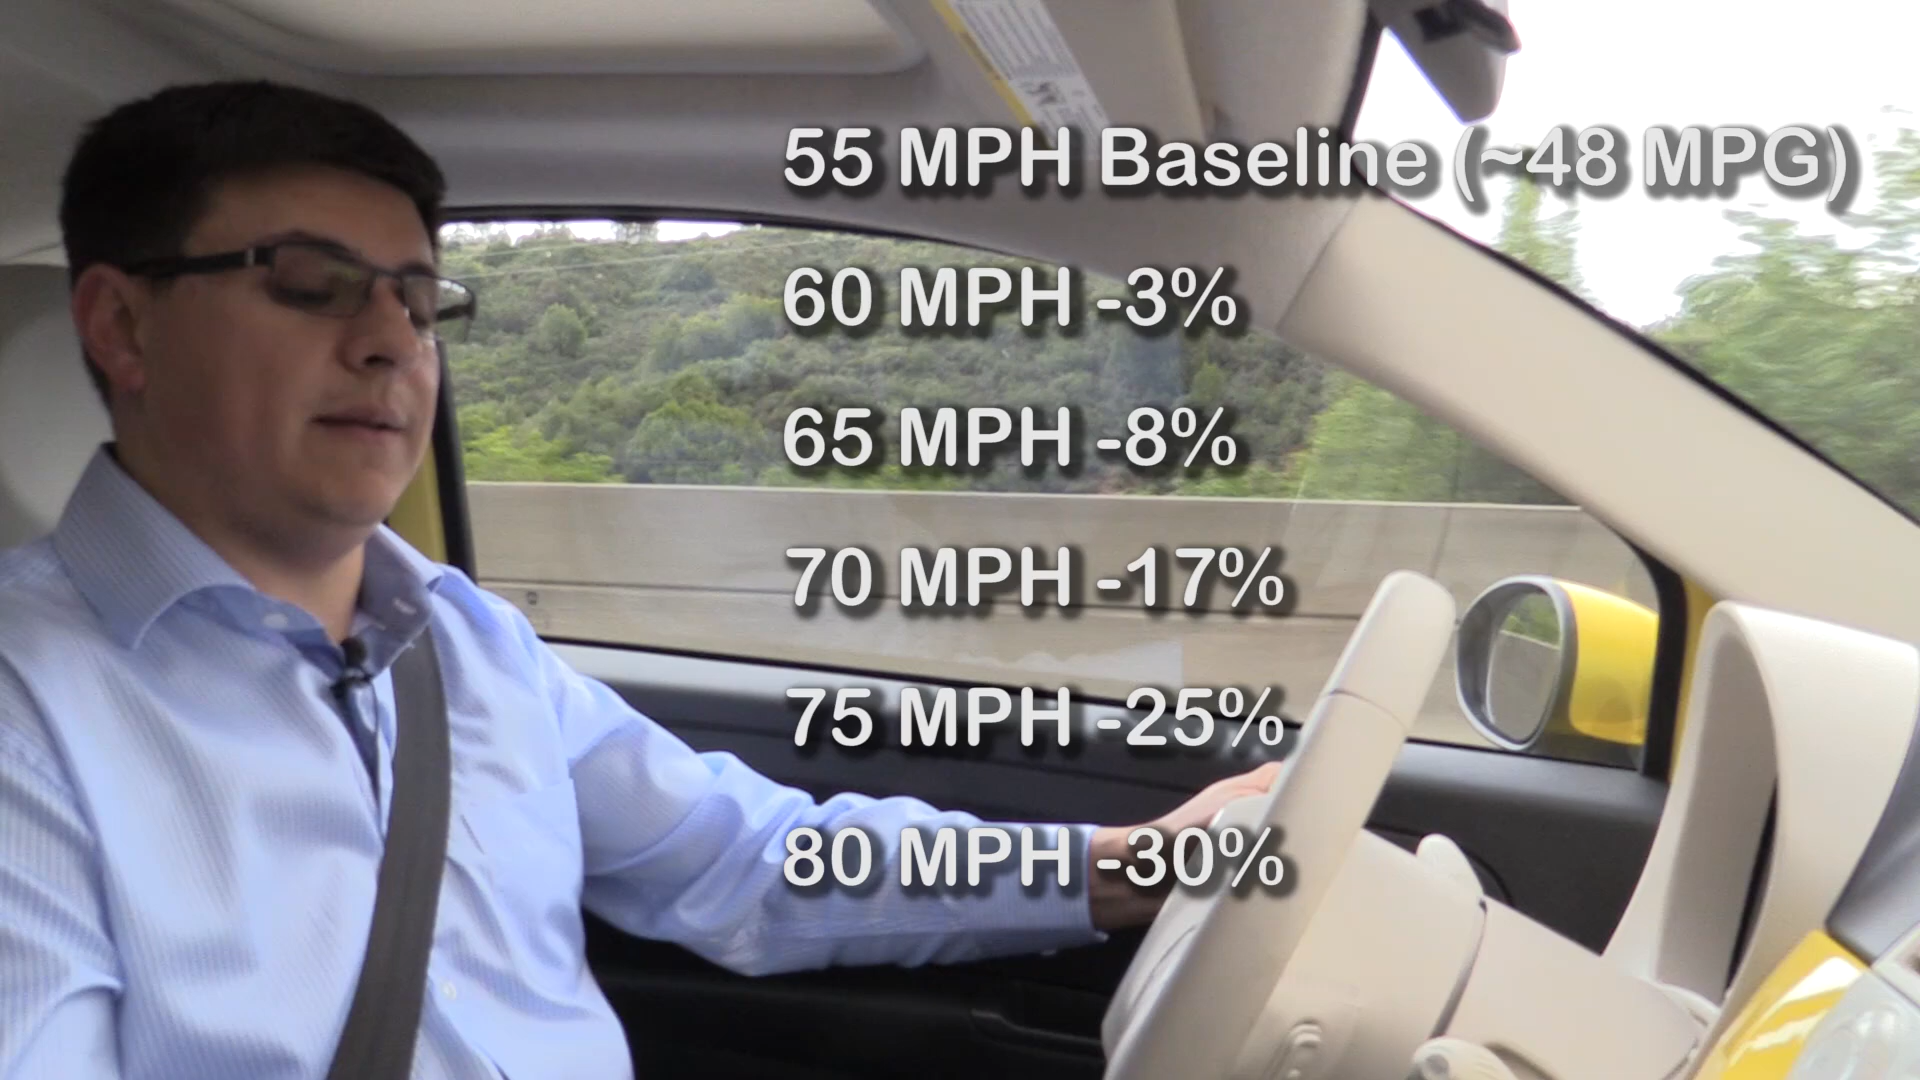 55 MPH Baseline (~48 MPG)
60 MPH -3%
65 MPH -8%
70 MPH -17%
75 MPH -25%
80 MPH -30%